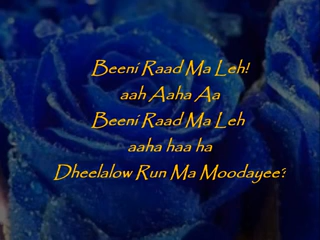 Beeni Raad Ma Leh!
aah Aaha Aa
Beeni Raad Ma Leh
aaha haa ha
Dheelalow Run Ma Moodayee?